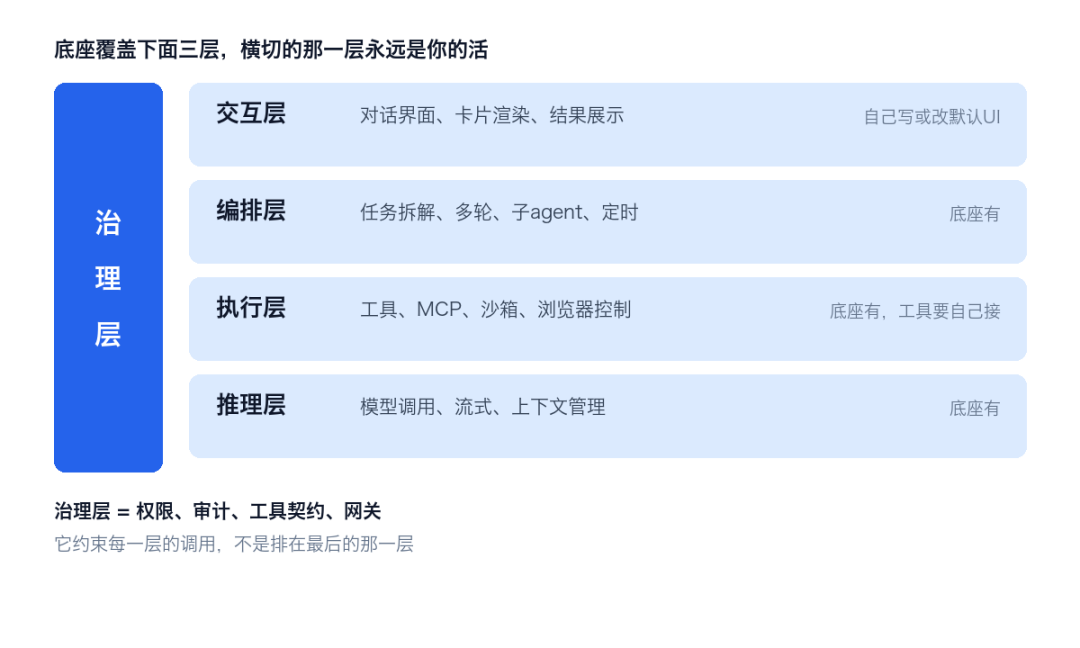 底座覆盖下面三层，横切的那一层永远是你的活
治
理
层
交互层 对话界面、卡片渲染、结果展示 自己写或改默认UI
编排层 任务拆解、多轮、子agent、定时 底座有
执行层 工具、MCP、沙箱、浏览器控制 底座有，工具要自己接
推理层 模型调用、流式、上下文管理 底座有
治理层 = 权限、审计、工具契约、网关
它约束每一层的调用，不是排在最后的那一层